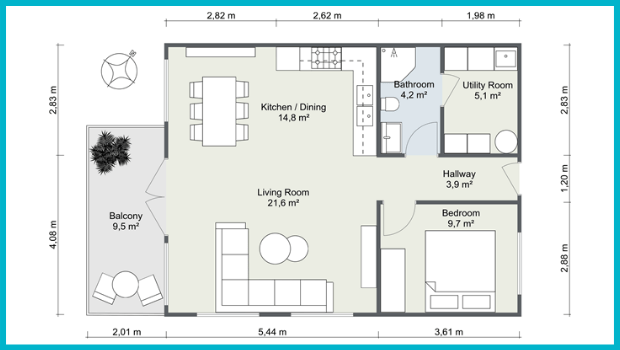 2,82 m
2,62 m
1,98 m
2,83 m
2,83 m
Bathroom
4,2 m²
Utility Room
5,1 m²
Kitchen / Dining
14,8 m²
Hallway
3,9 m²
1,20 m
Living Room
21,6 m²
Balcony
9,5 m²
Bedroom
9,7 m²
4,08 m
2,88 m
2,01 m
5,44 m
3,61 m